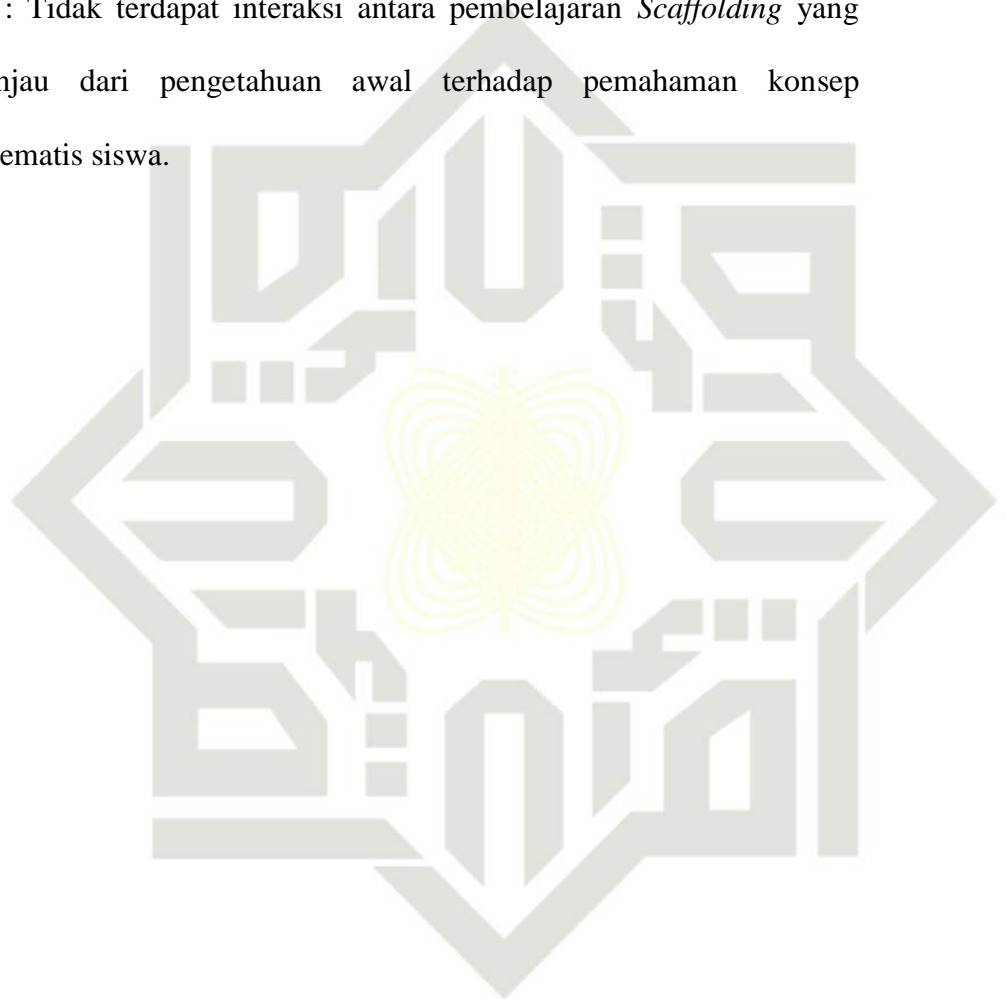 : Tidak terdapat interaksi antara pembelajaran Scaffolding yang
njau dari pengetahuan awal terhadap pemahaman konsep
ematis siswa.